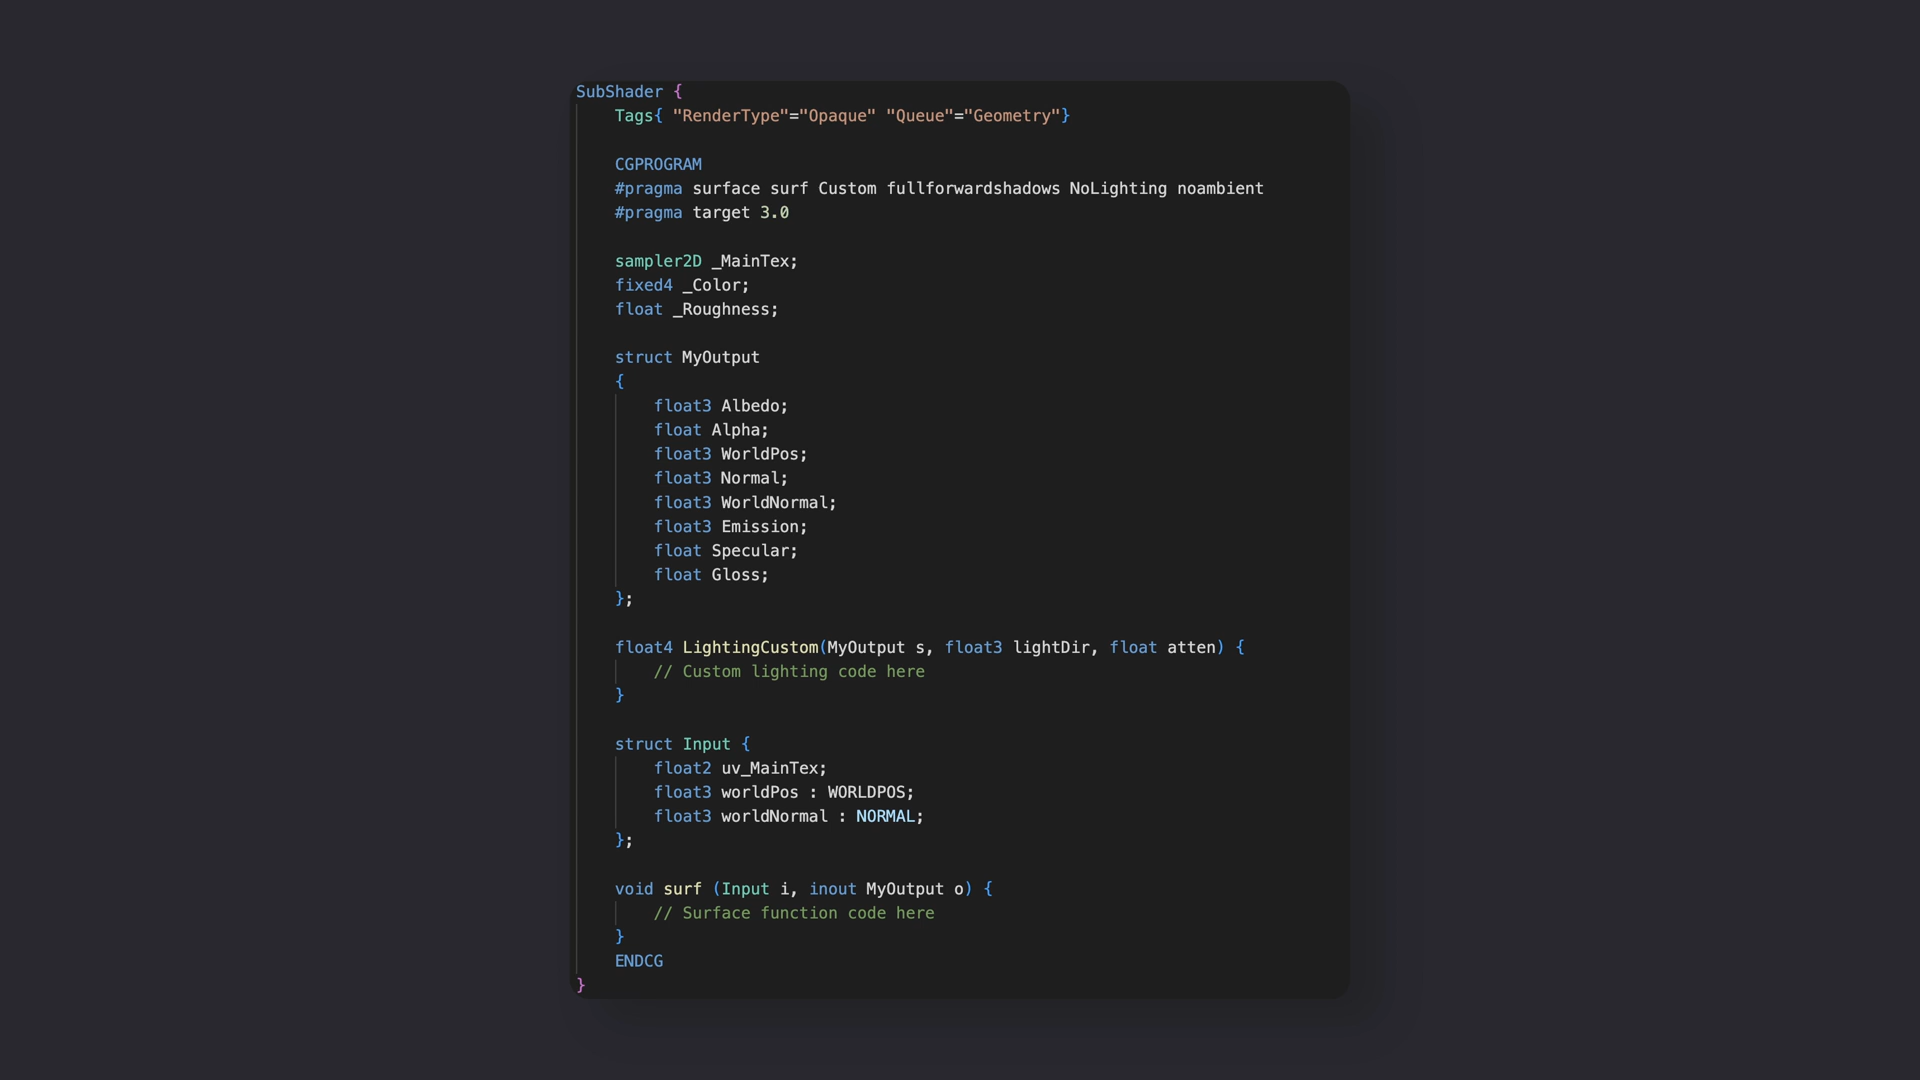 SubShader {
Tags{ "RenderType"="Opaque" "Queue"="Geometry"}
CGPROGRAM
#pragma surface surf Custom fullforwardshadows NoLighting noambient
#pragma target 3.0
sampler2D _MainTex;
fixed4 _Color;
float _Roughness;
struct MyOutput
{
float3 Albedo;
float Alpha;
float3 WorldPos;
float3 Normal;
float3 WorldNormal;
float3 Emission;
float Specular;
float Gloss;
};
float4 LightingCustom(MyOutput s, float3 lightDir, float atten) {
// Custom lighting code here
}
struct Input {
float2 uv_MainTex;
float3 worldPos : WORLDPOS;
float3 worldNormal : NORMAL;
};
void surf (Input i, inout MyOutput o) {
// Surface function code here
}
ENDCG
}